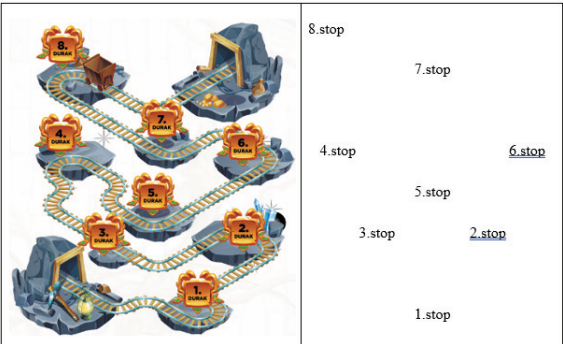 8.
DURAK
7.
DURAK
4.
DURAK
6.
DURAK
5.
DURAK
3.
DURAK
2.
DURAK
1.
DURAK
8.stop
7.stop
4.stop
6.stop
5.stop
3.stop
2.stop
1.stop